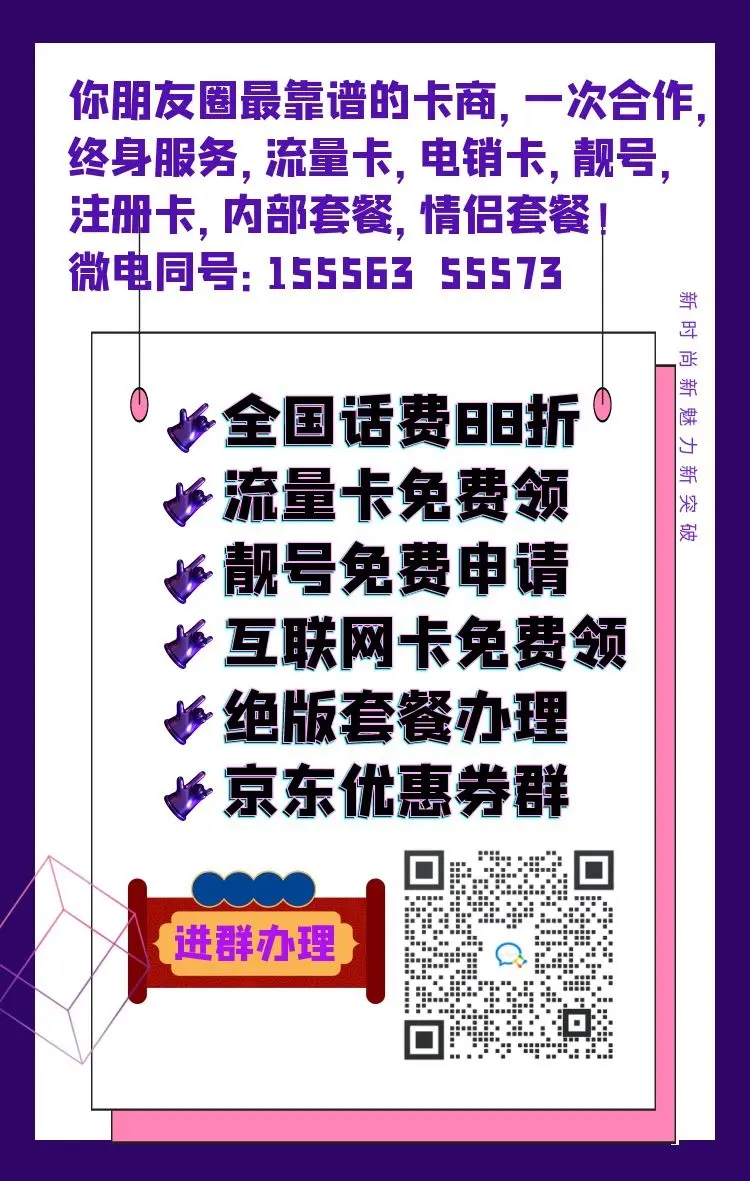 你朋友圈最靠谱的卡商,一次合作,
终身服务,流量卡,电销卡,靓号,
注册卡,内部套餐,情侣套餐!
微电同号:155563 55573
新时尚新魅力新突破
全国话费88折
流量卡免费领
靓号免费申请
互联网卡免费领
绝版套餐办理
京东优惠券群
进群办理